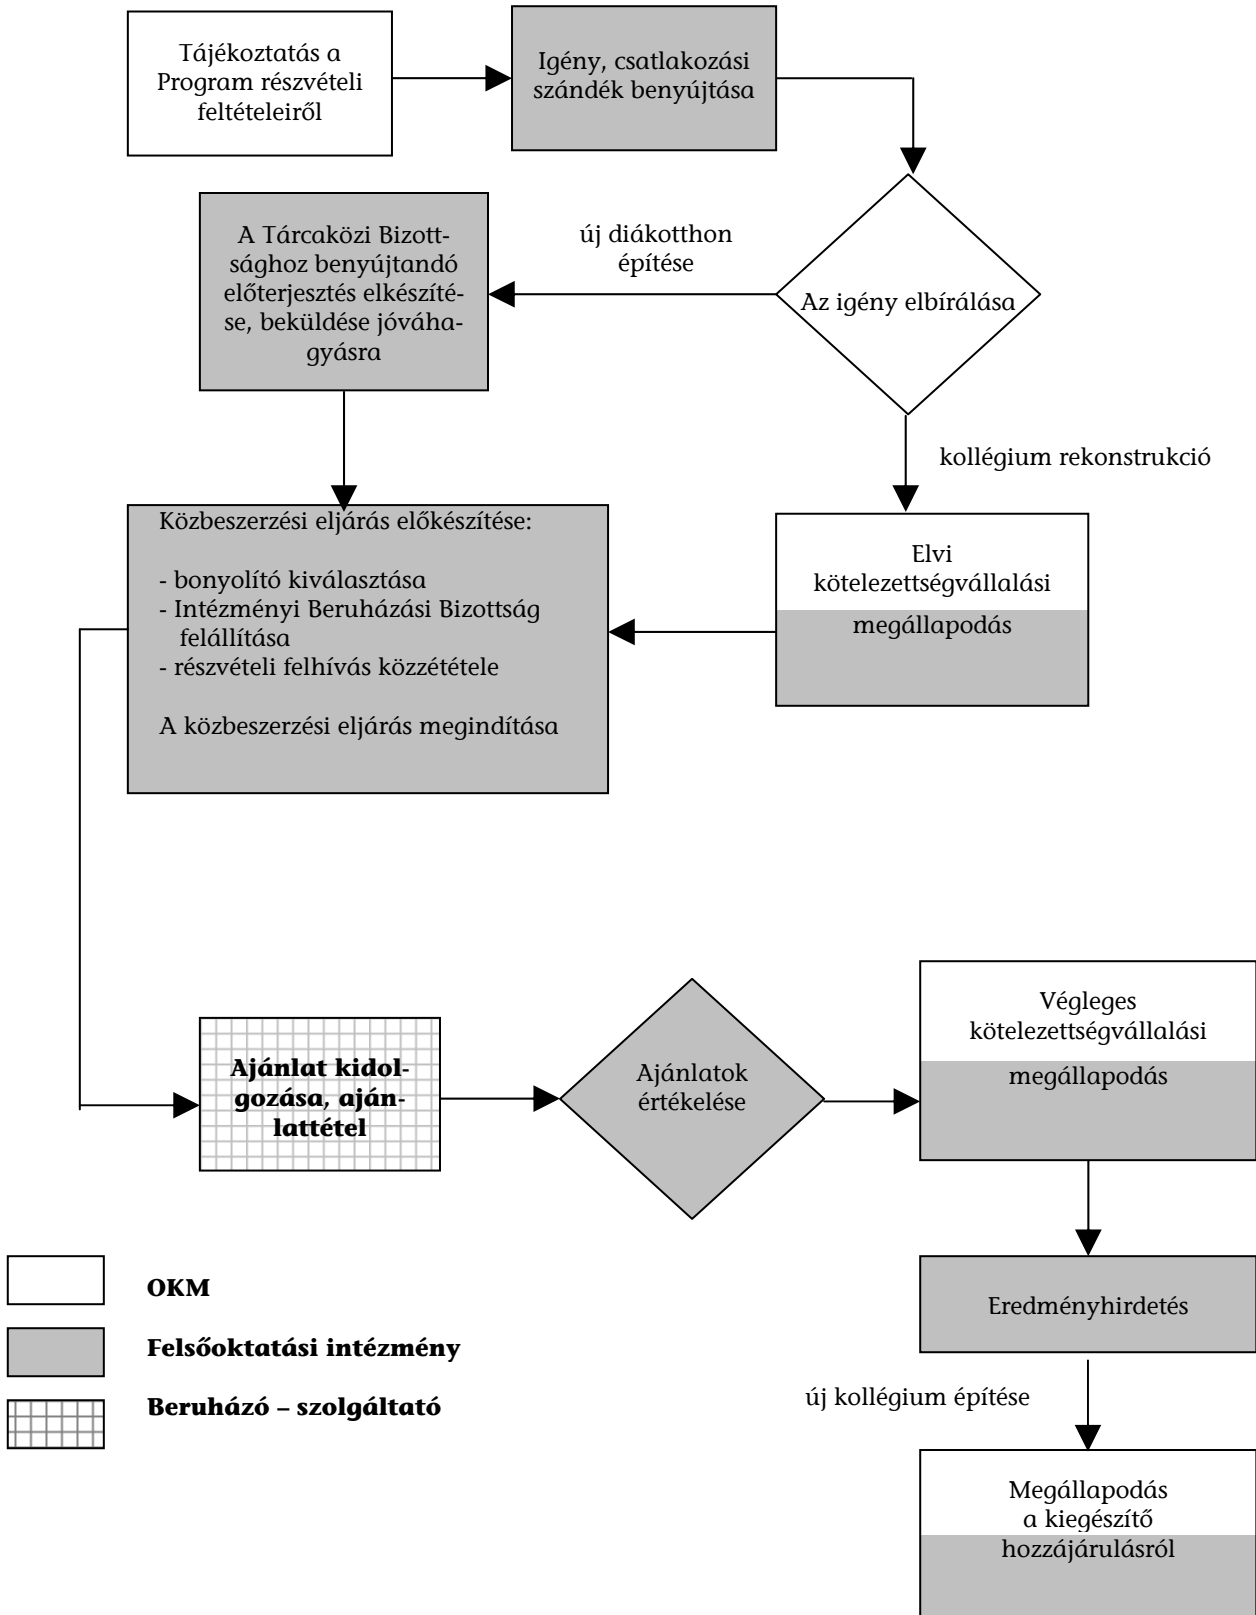 Tájékoztatás a
Program részvételi
feltételeiről
Igény, csatlakozási
szándék benyújtása
A Tárcaközi Bizott-
sághoz benyújtandó
előterjesztés elkészíté-
se, beküldése jóváha-
gyásra
új diákotthon
építése
Az igény elbírálása
kollégium rekonstrukció
Közbeszerzési eljárás előkészítése:
- bonyolító kiválasztása
- Intézményi Beruházási Bizottság
felállítása
- részvételi felhívás közzététele
A közbeszerzési eljárás megindítása
Elvi
kötelezettségvállalási
megállapodás
Ajánlat kidol-
gozása, aján-
lattétel
Ajánlatok
értékelése
Végleges
kötelezettségvállalási
megállapodás
Eredményhirdetés
új kollégium építése
Megállapodás
a kiegészítő
hozzájárulásról
OKM
Felsőoktatási intézmény
Beruházó – szolgáltató